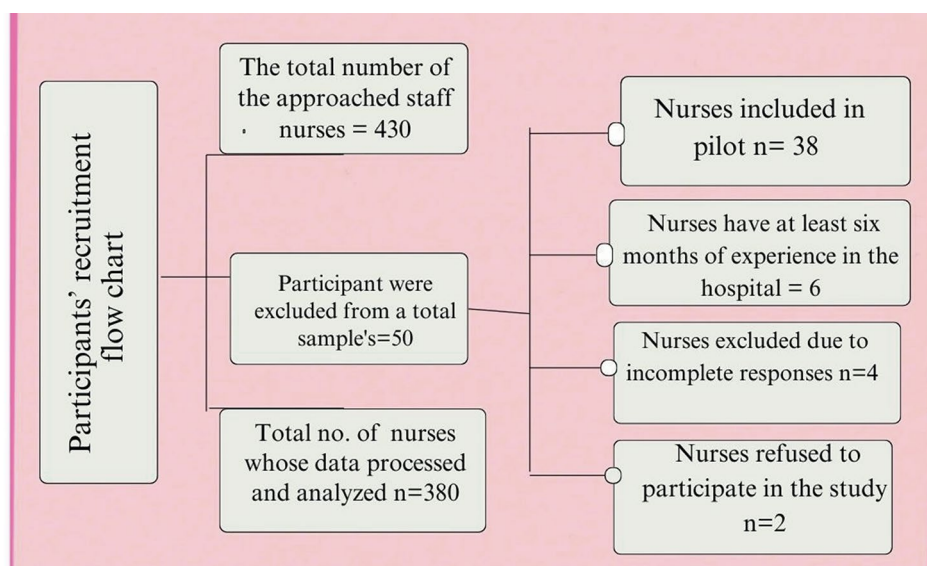 Participants' recruitment
flow chart
The total number of
the approached staff
nurses = 430
Participant were
excluded from a total
sample's=50
Total no. of nurses
whose data processed
and analyzed n=380
Nurses included in
pilot n= 38
Nurses have at least six
months of experience in the
hospital = 6
Nurses excluded due to
incomplete responses n=4
Nurses refused to
participate in the study
n=2